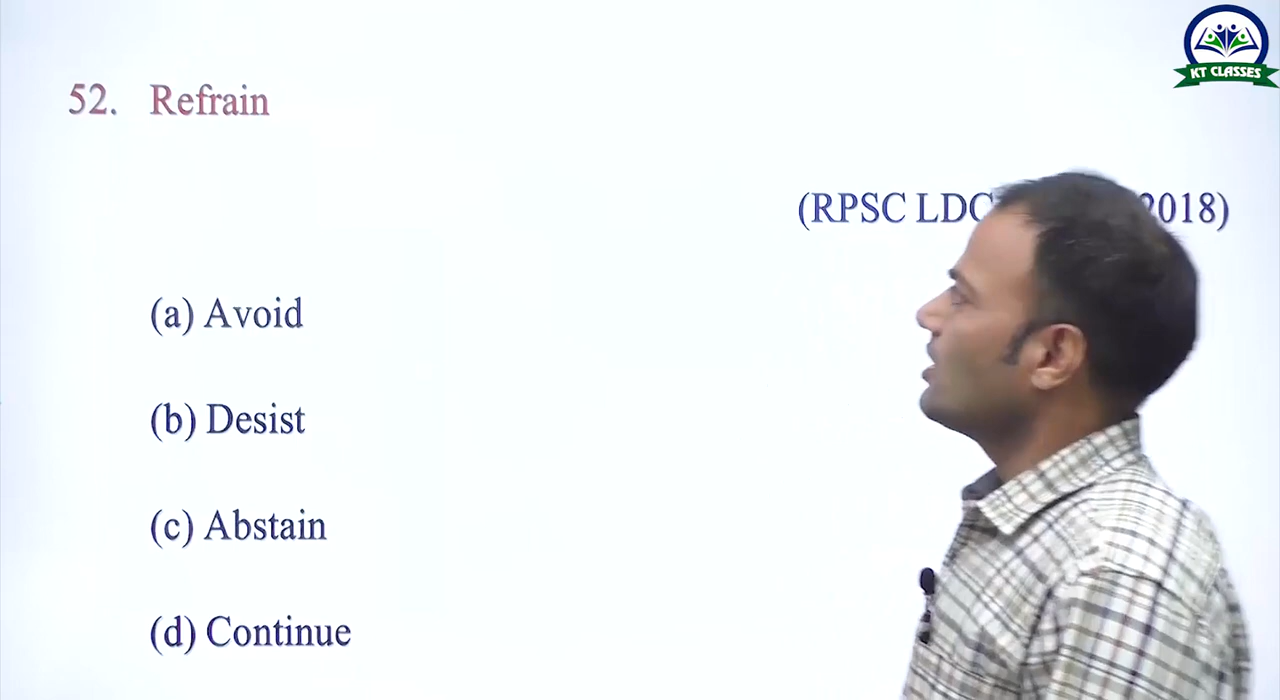 KT CLASSES
52. Refrain
(RPSC LDC 2018)
(a) Avoid
(b) Desist
(c) Abstain
(d) Continue